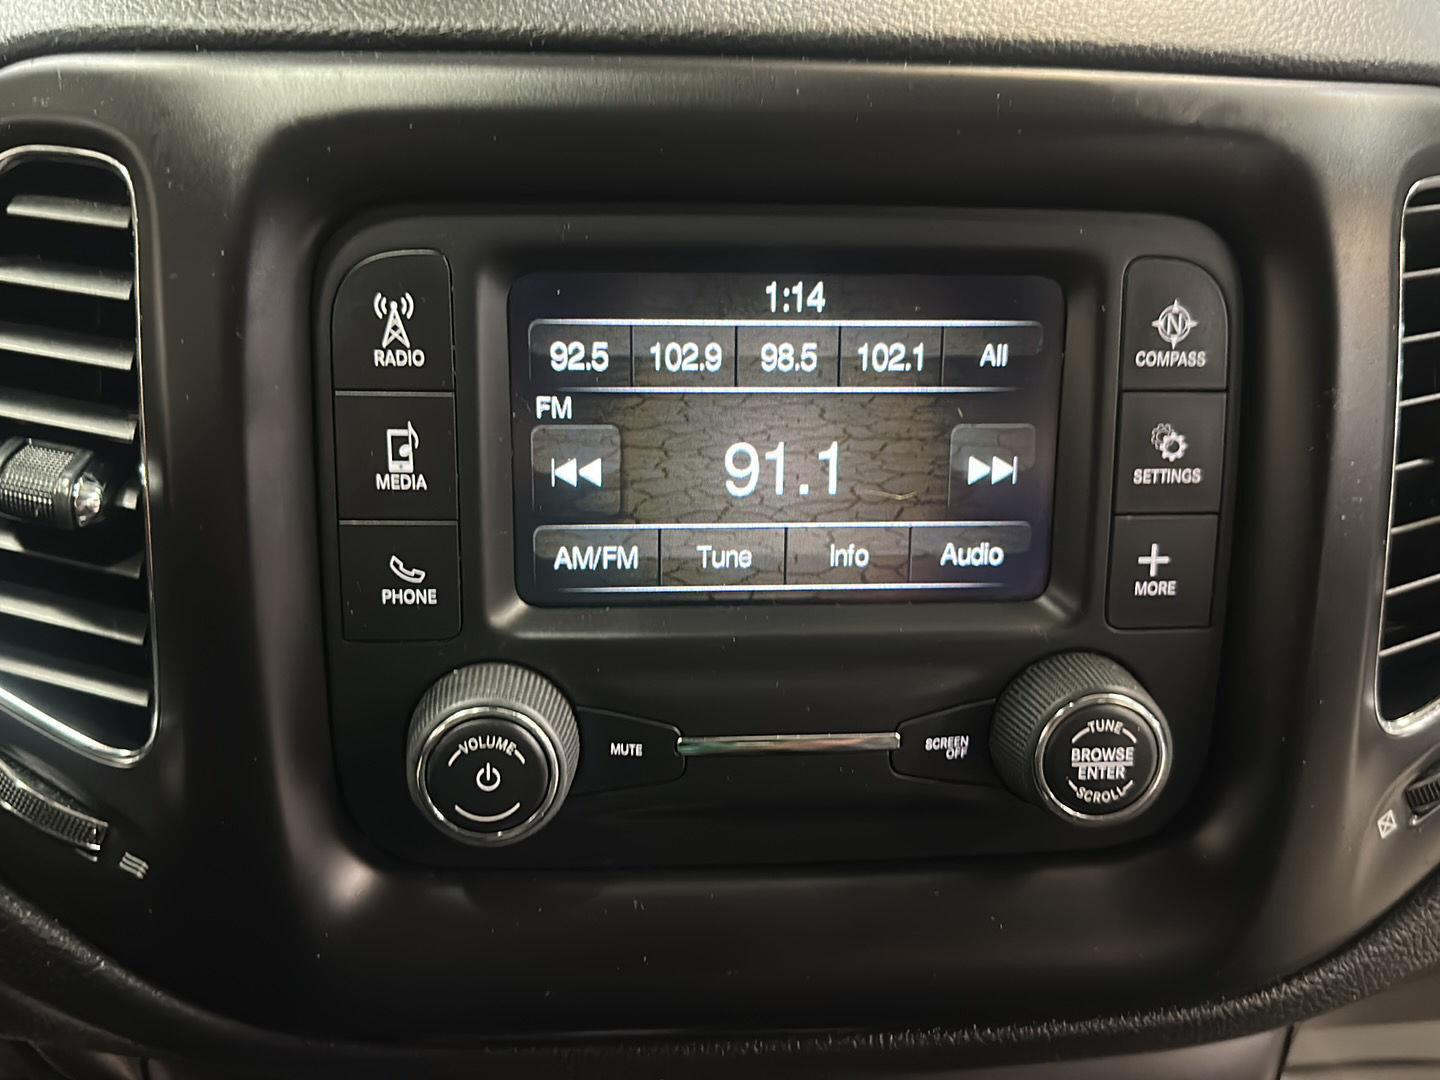 1:14
RADIO
92.5 102.9 98.5 102.1 All
N
COMPASS
FM
MEDIA
91.1
SETTINGS
AM/FM Tune Info Audio
PHONE
MORE
VOLUME
MUTE
SCREEN
OFF
TUNE
BROWSE
ENTER
SCROLL